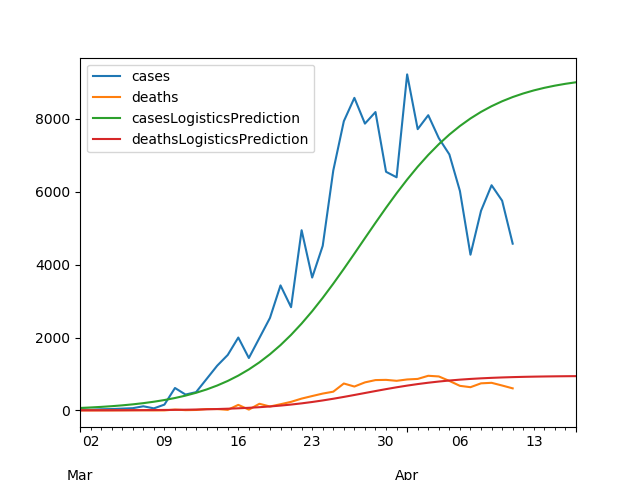 cases
deaths
casesLogisticsPrediction
deathsLogisticsPrediction
8000
6000
4000
2000
0
02 09 16 23 30 06 13
Mar Apr